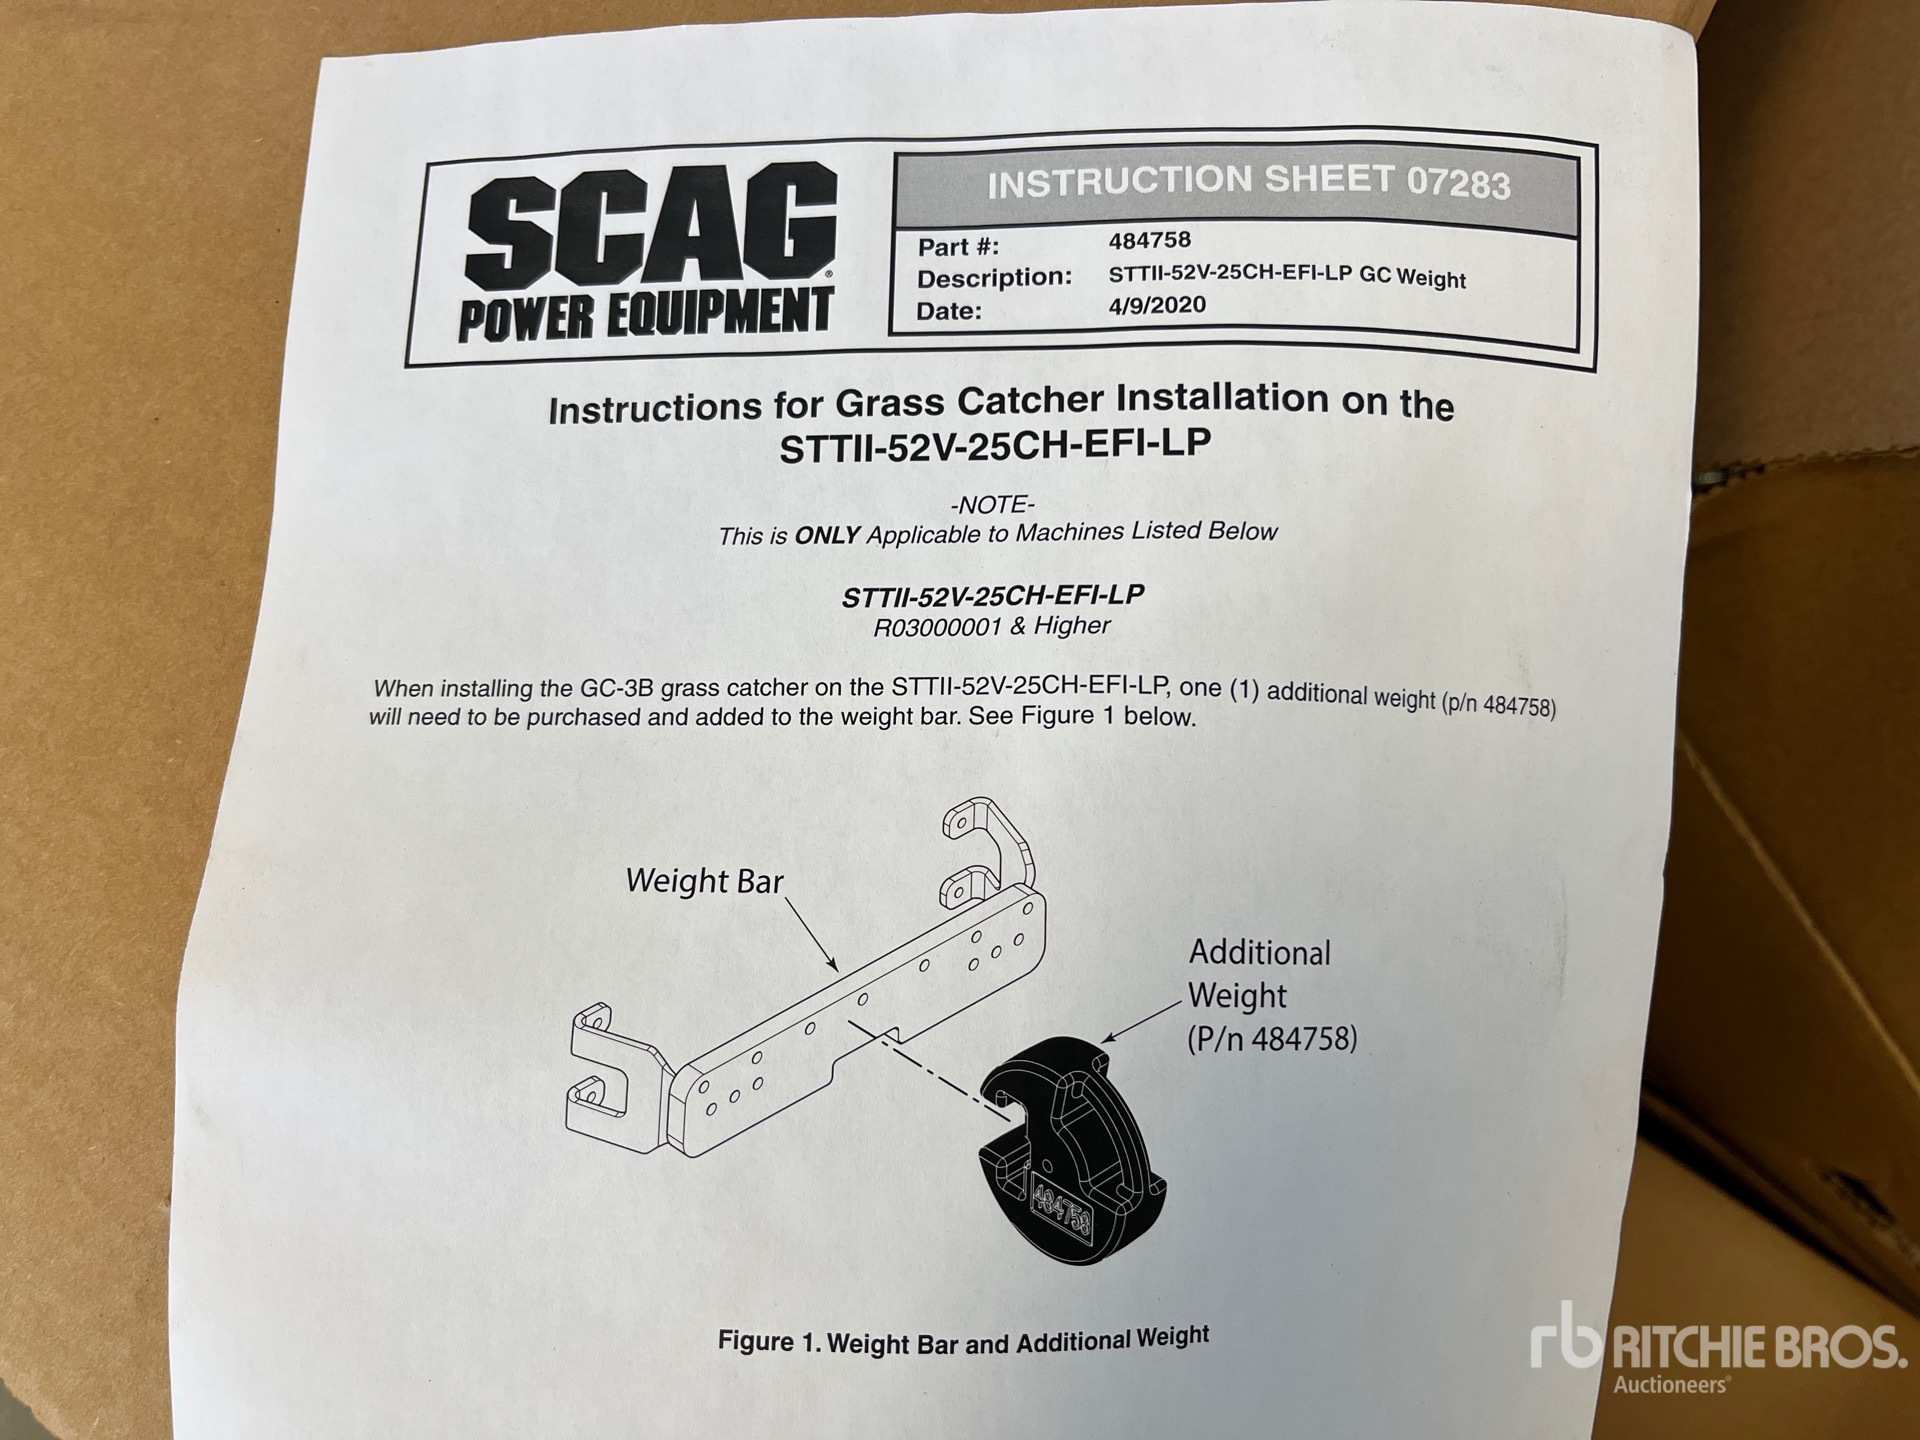 SCAG
POWER EQUIPMENT
INSTRUCTION SHEET 07283
Part #: 484758
Description: STTII-52V-25CH-EFI-LP GC Weight
Date: 4/9/2020
Instructions for Grass Catcher Installation on the
STTII-52V-25CH-EFI-LP
-NOTE-
This is ONLY Applicable to Machines Listed Below
STTII-52V-25CH-EFI-LP
R03000001 & Higher
When installing the GC-3B grass catcher on the STTII-52V-25CH-EFI-LP, one (1) additional weight (p/n 484758)
will need to be purchased and added to the weight bar. See Figure 1 below.
Weight Bar
Additional
Weight
(P/n 484758)
484758
Figure 1. Weight Bar and Additional Weight
rb RITCHIE BROS.
Auctioneers